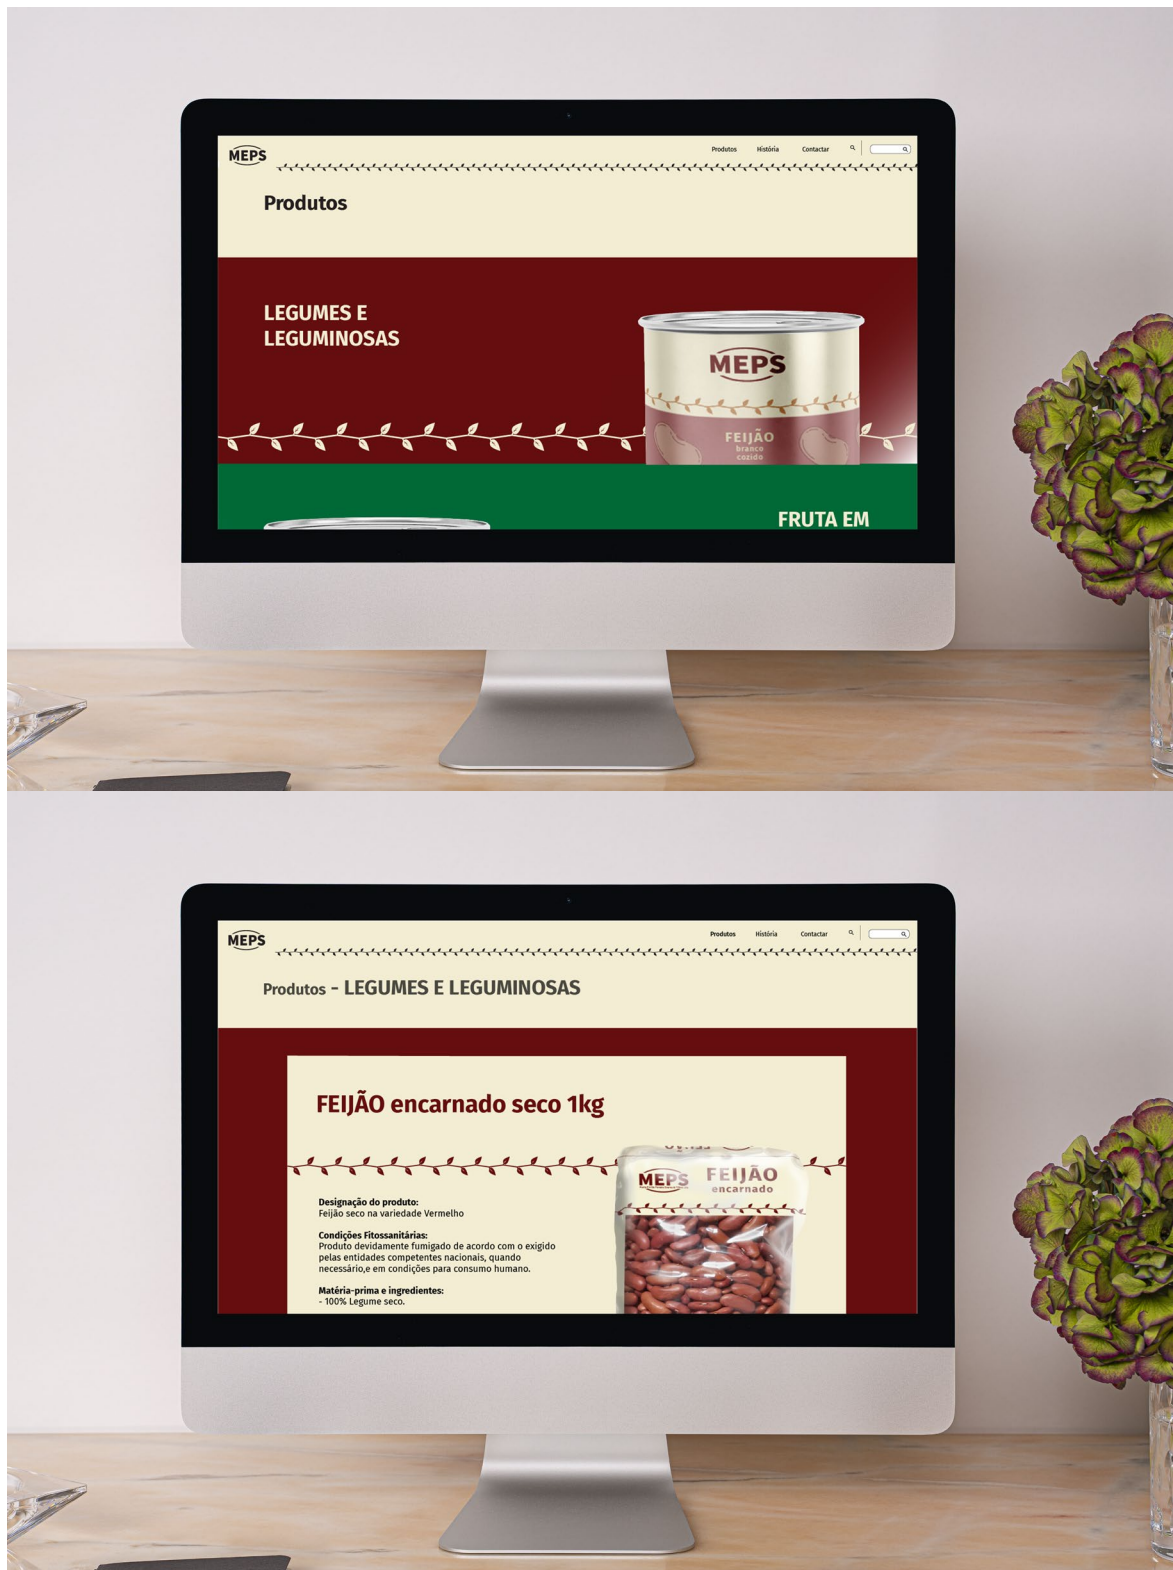 MEPS
Produtos
História
Contactar
Produtos
LEGUMES E
LEGUMINOSAS
MEPS
FEIJÃO
branco
cozido
FRUTA EM
MEPS
Produtos
História
Contactar
Produtos - LEGUMES E LEGUMINOSAS
FEIJÃO encarnado seco 1kg
FEIJÃO
MEPS
FEIJÃO
encarnado
Designação do produto:
Feijão seco na variedade Vermelho
Condições Fitossanitárias:
Produto devidamente fumigado de acordo com o exigido
pelas entidades competentes nacionais, quando
necessário,e em condições para consumo humano.
Matéria-prima e ingredientes:
- 100% Legume seco.